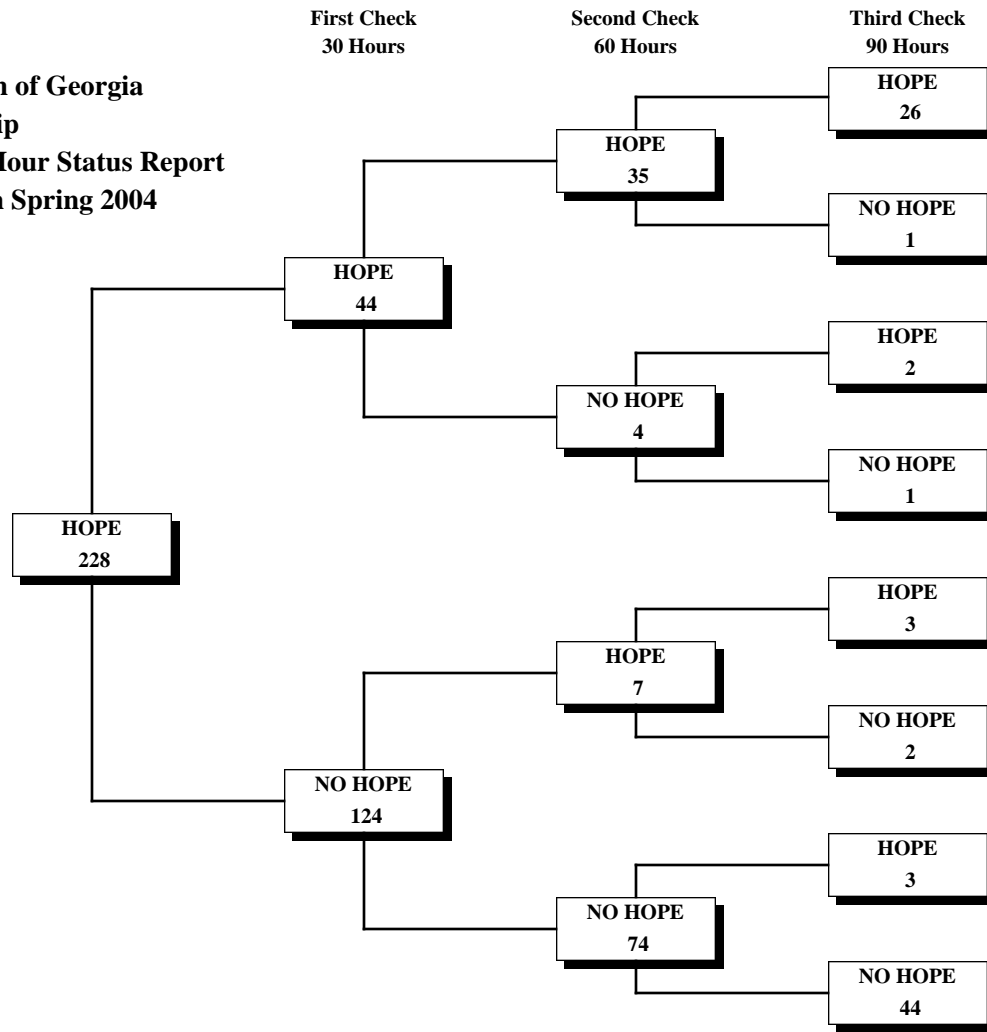 First Check
30 Hours
Second Check
60 Hours
Third Check
90 Hours
of Georgia
Hour Status Report
Spring 2004
HOPE
228
HOPE
44
NO HOPE
124
HOPE
35
NO HOPE
4
HOPE
7
NO HOPE
74
HOPE
26
NO HOPE
1
HOPE
2
NO HOPE
1
HOPE
3
NO HOPE
2
HOPE
3
NO HOPE
44